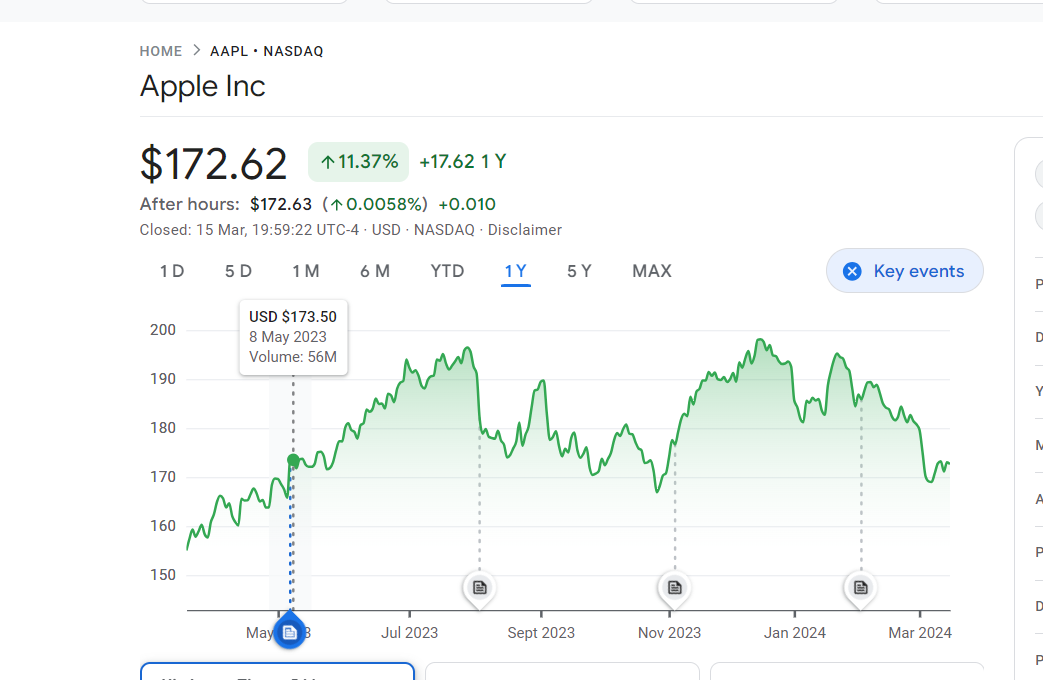 HOME > AAPL • NASDAQ
Apple Inc
$172.62 ↑11.37% +17.62 1 Y
After hours: $172.63 (↑0.0058%) +0.010
Closed: 15 Mar, 19:59:22 UTC-4 · USD · NASDAQ · Disclaimer
1 D 5 D 1 M 6 M YTD 1 Y 5 Y MAX Key events
USD $173.50
8 May 2023
Volume: 56M
200
190
180
170
160
150
May 3 Jul 2023 Sept 2023 Nov 2023 Jan 2024 Mar 2024